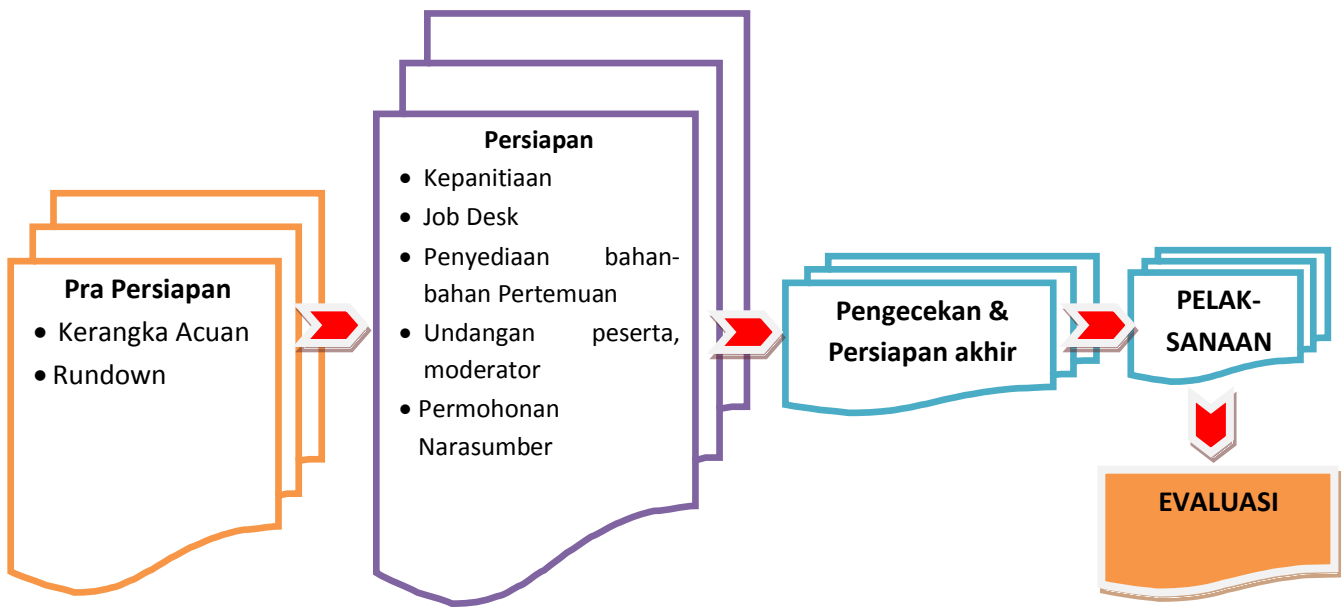 Pra Persiapan
• Kerangka Acuan
• Rundown
Persiapan
• Kepanitiaan
• Job Desk
• Penyediaan bahan-
bahan Pertemuan
• Undangan peserta,
moderator
• Permohonan
Narasumber
Pengecekan &
Persiapan akhir
PELAK-
SANAAN
EVALUASI